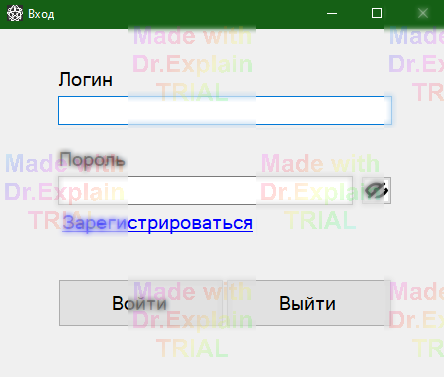 Вход
Made with
Dr.Explain
TRIAL
Made with
Dr.Explain
TRIAL
Логин
Пороль
Made with
Dr.Explain
TRIAL
Made with
Dr.Explain
TRIAL
Зарегистрироваться
Войти
Выйти
Made with
Dr.Explain
TRIAL
Made with
Dr.Explain
TRIAL